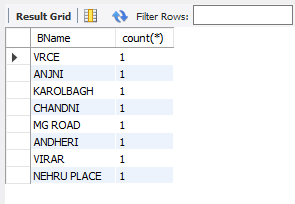 Result Grid Filter Rows:
BName count(*)
VRCE 1
ANJNI 1
KAROLBAGH 1
CHANDNI 1
MG ROAD 1
ANDHERI 1
VIRAR 1
NEHRU PLACE 1